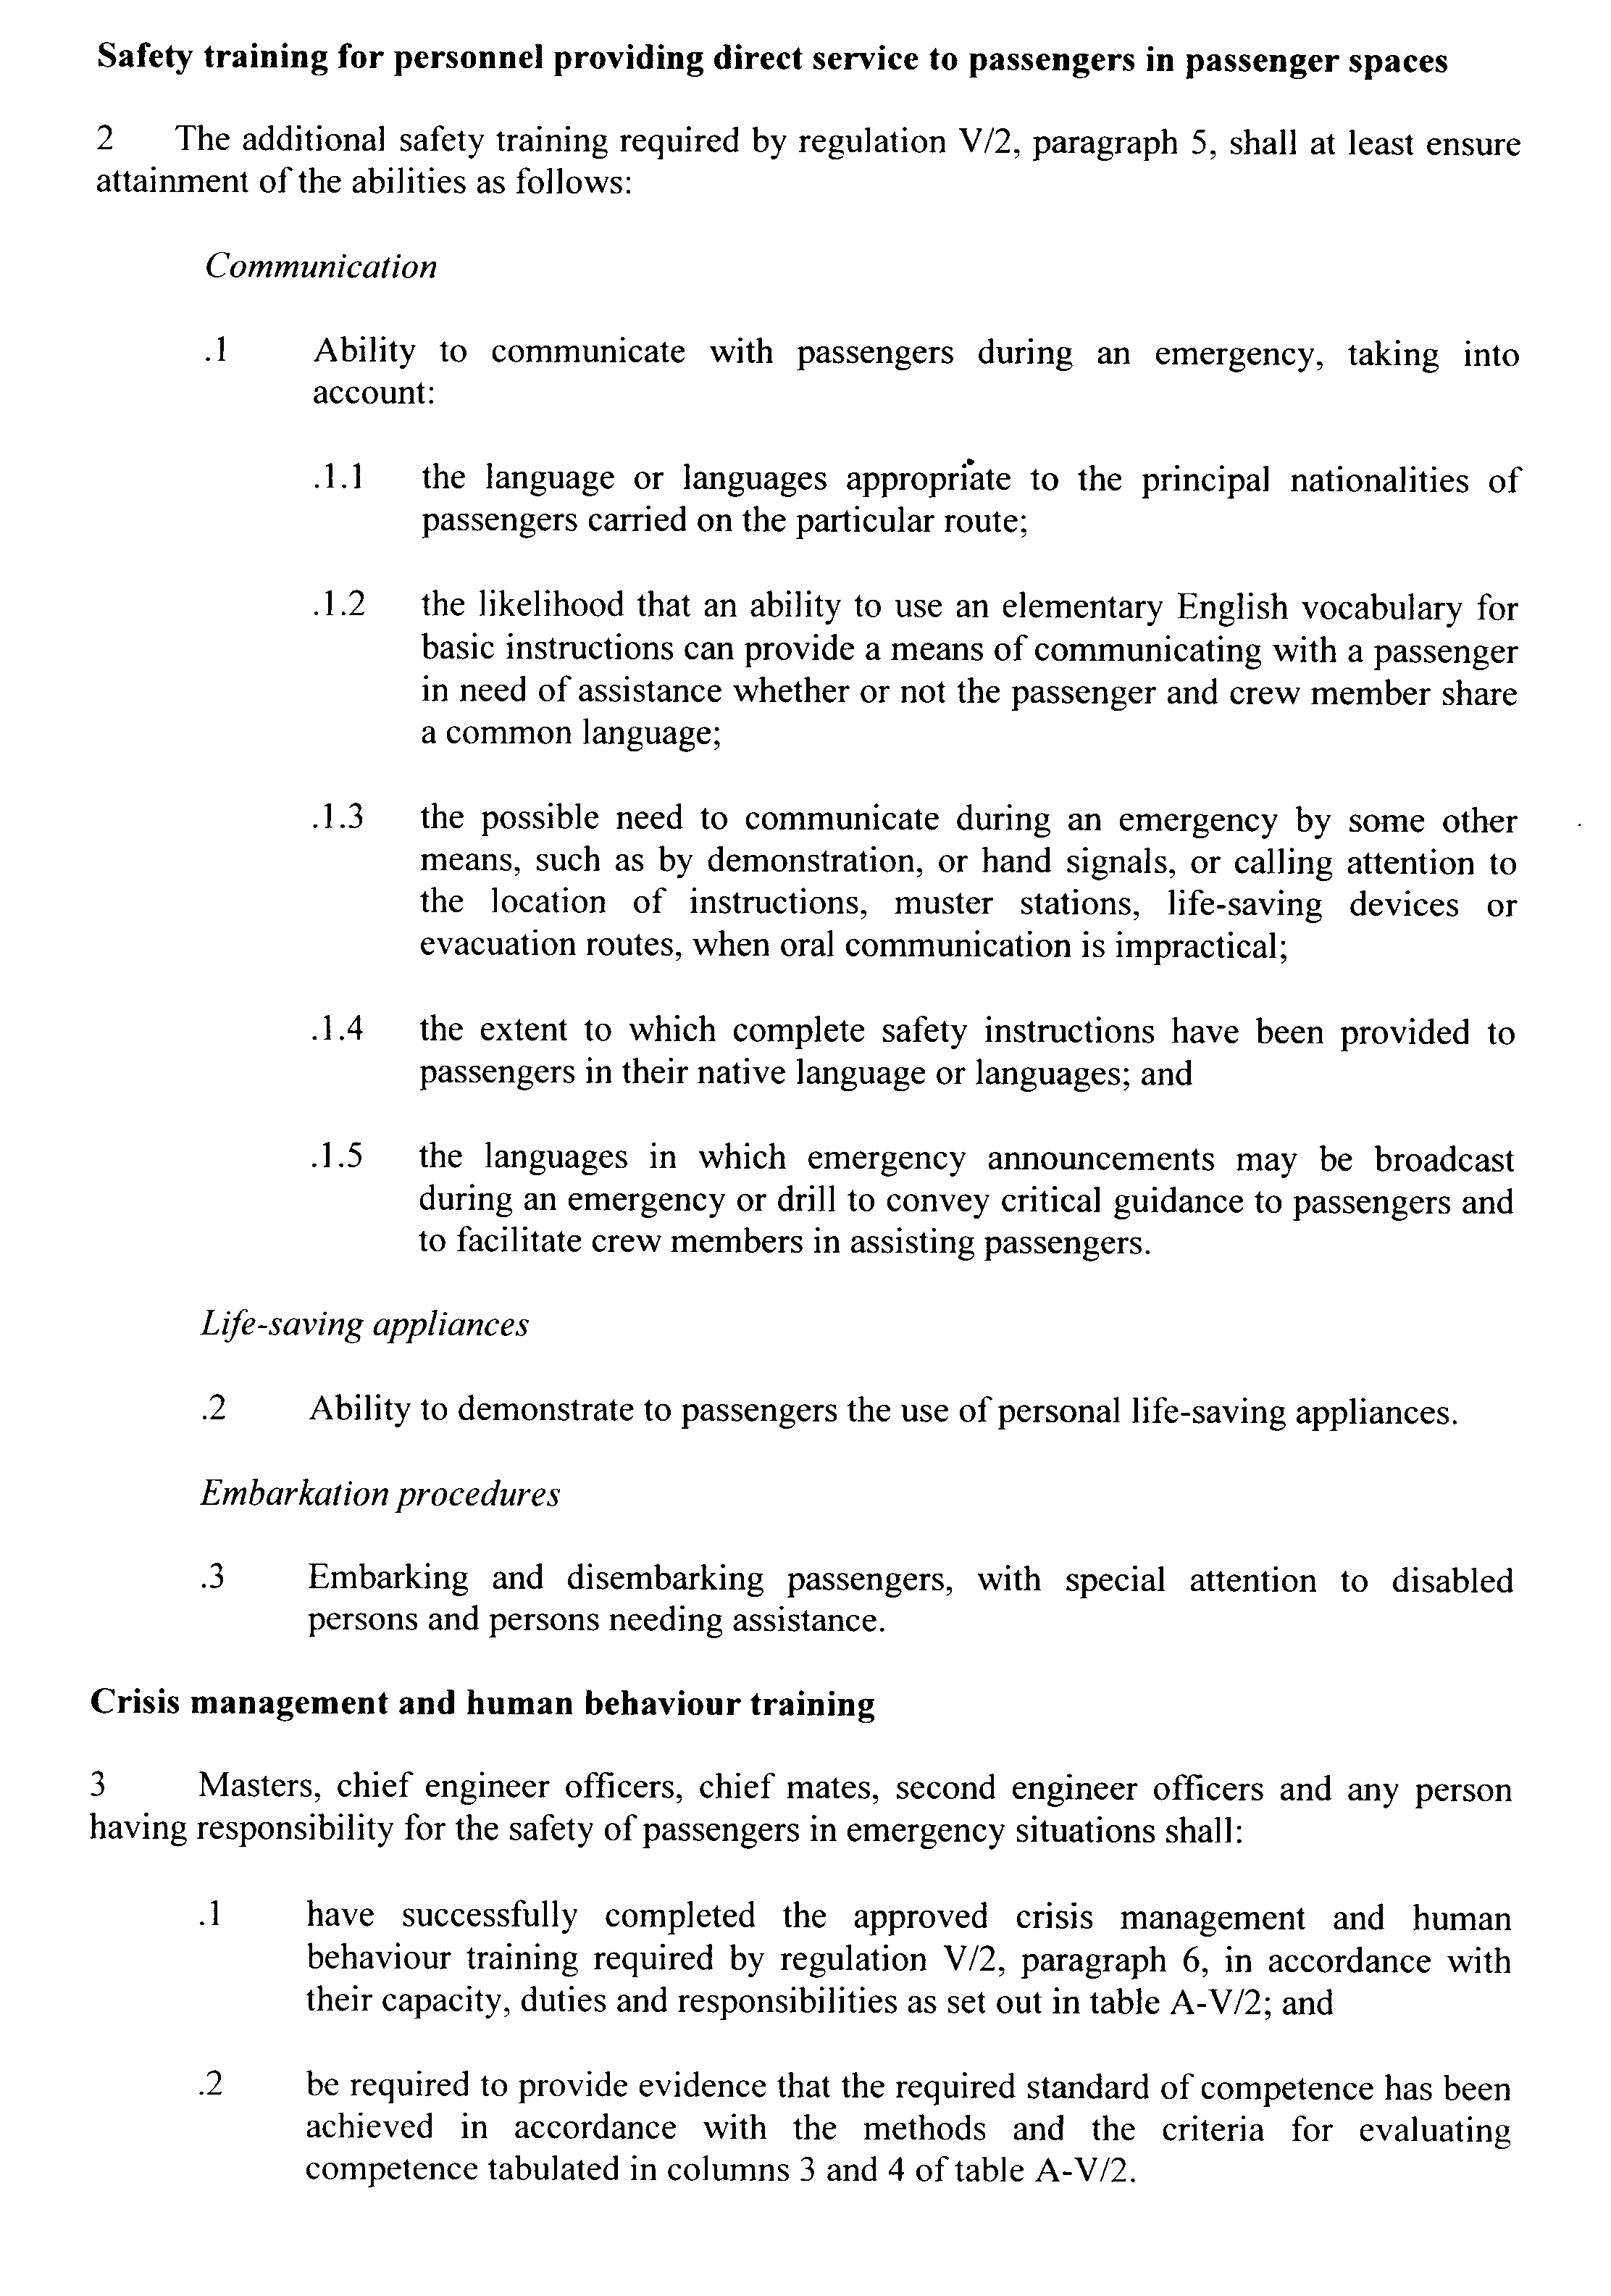 Safety training for personnel providing direct service to passengers in passenger spaces
2 The additional safety training required by regulation V/2, paragraph 5, shall at least ensure
attainment of the abilities as follows:
Communication
.1 Ability to communicate with passengers during an emergency, taking into
account:
.1.1 the language or languages appropriate to the principal nationalities of
passengers carried on the particular route;
.1.2 the likelihood that an ability to use an elementary English vocabulary for
basic instructions can provide a means of communicating with a passenger
in need of assistance whether or not the passenger and crew member share
a common language;
.1.3 the possible need to communicate during an emergency by some other
means, such as by demonstration, or hand signals, or calling attention to
the location of instructions, muster stations, life-saving devices or
evacuation routes, when oral communication is impractical;
.1.4 the extent to which complete safety instructions have been provided to
passengers in their native language or languages; and
.1.5 the languages in which emergency announcements may be broadcast
during an emergency or drill to convey critical guidance to passengers and
to facilitate crew members in assisting passengers.
Life-saving appliances
.2 Ability to demonstrate to passengers the use of personal life-saving appliances.
Embarkation procedures
.3 Embarking and disembarking passengers, with special attention to disabled
persons and persons needing assistance.
Crisis management and human behaviour training
3 Masters, chief engineer officers, chief mates, second engineer officers and any person
having responsibility for the safety of passengers in emergency situations shall:
.1 have successfully completed the approved crisis management and human
behaviour training required by regulation V/2, paragraph 6, in accordance with
their capacity, duties and responsibilities as set out in table A-V/2; and
.2 be required to provide evidence that the required standard of competence has been
achieved in accordance with the methods and the criteria for evaluating
competence tabulated in columns 3 and 4 of table A-V/2.